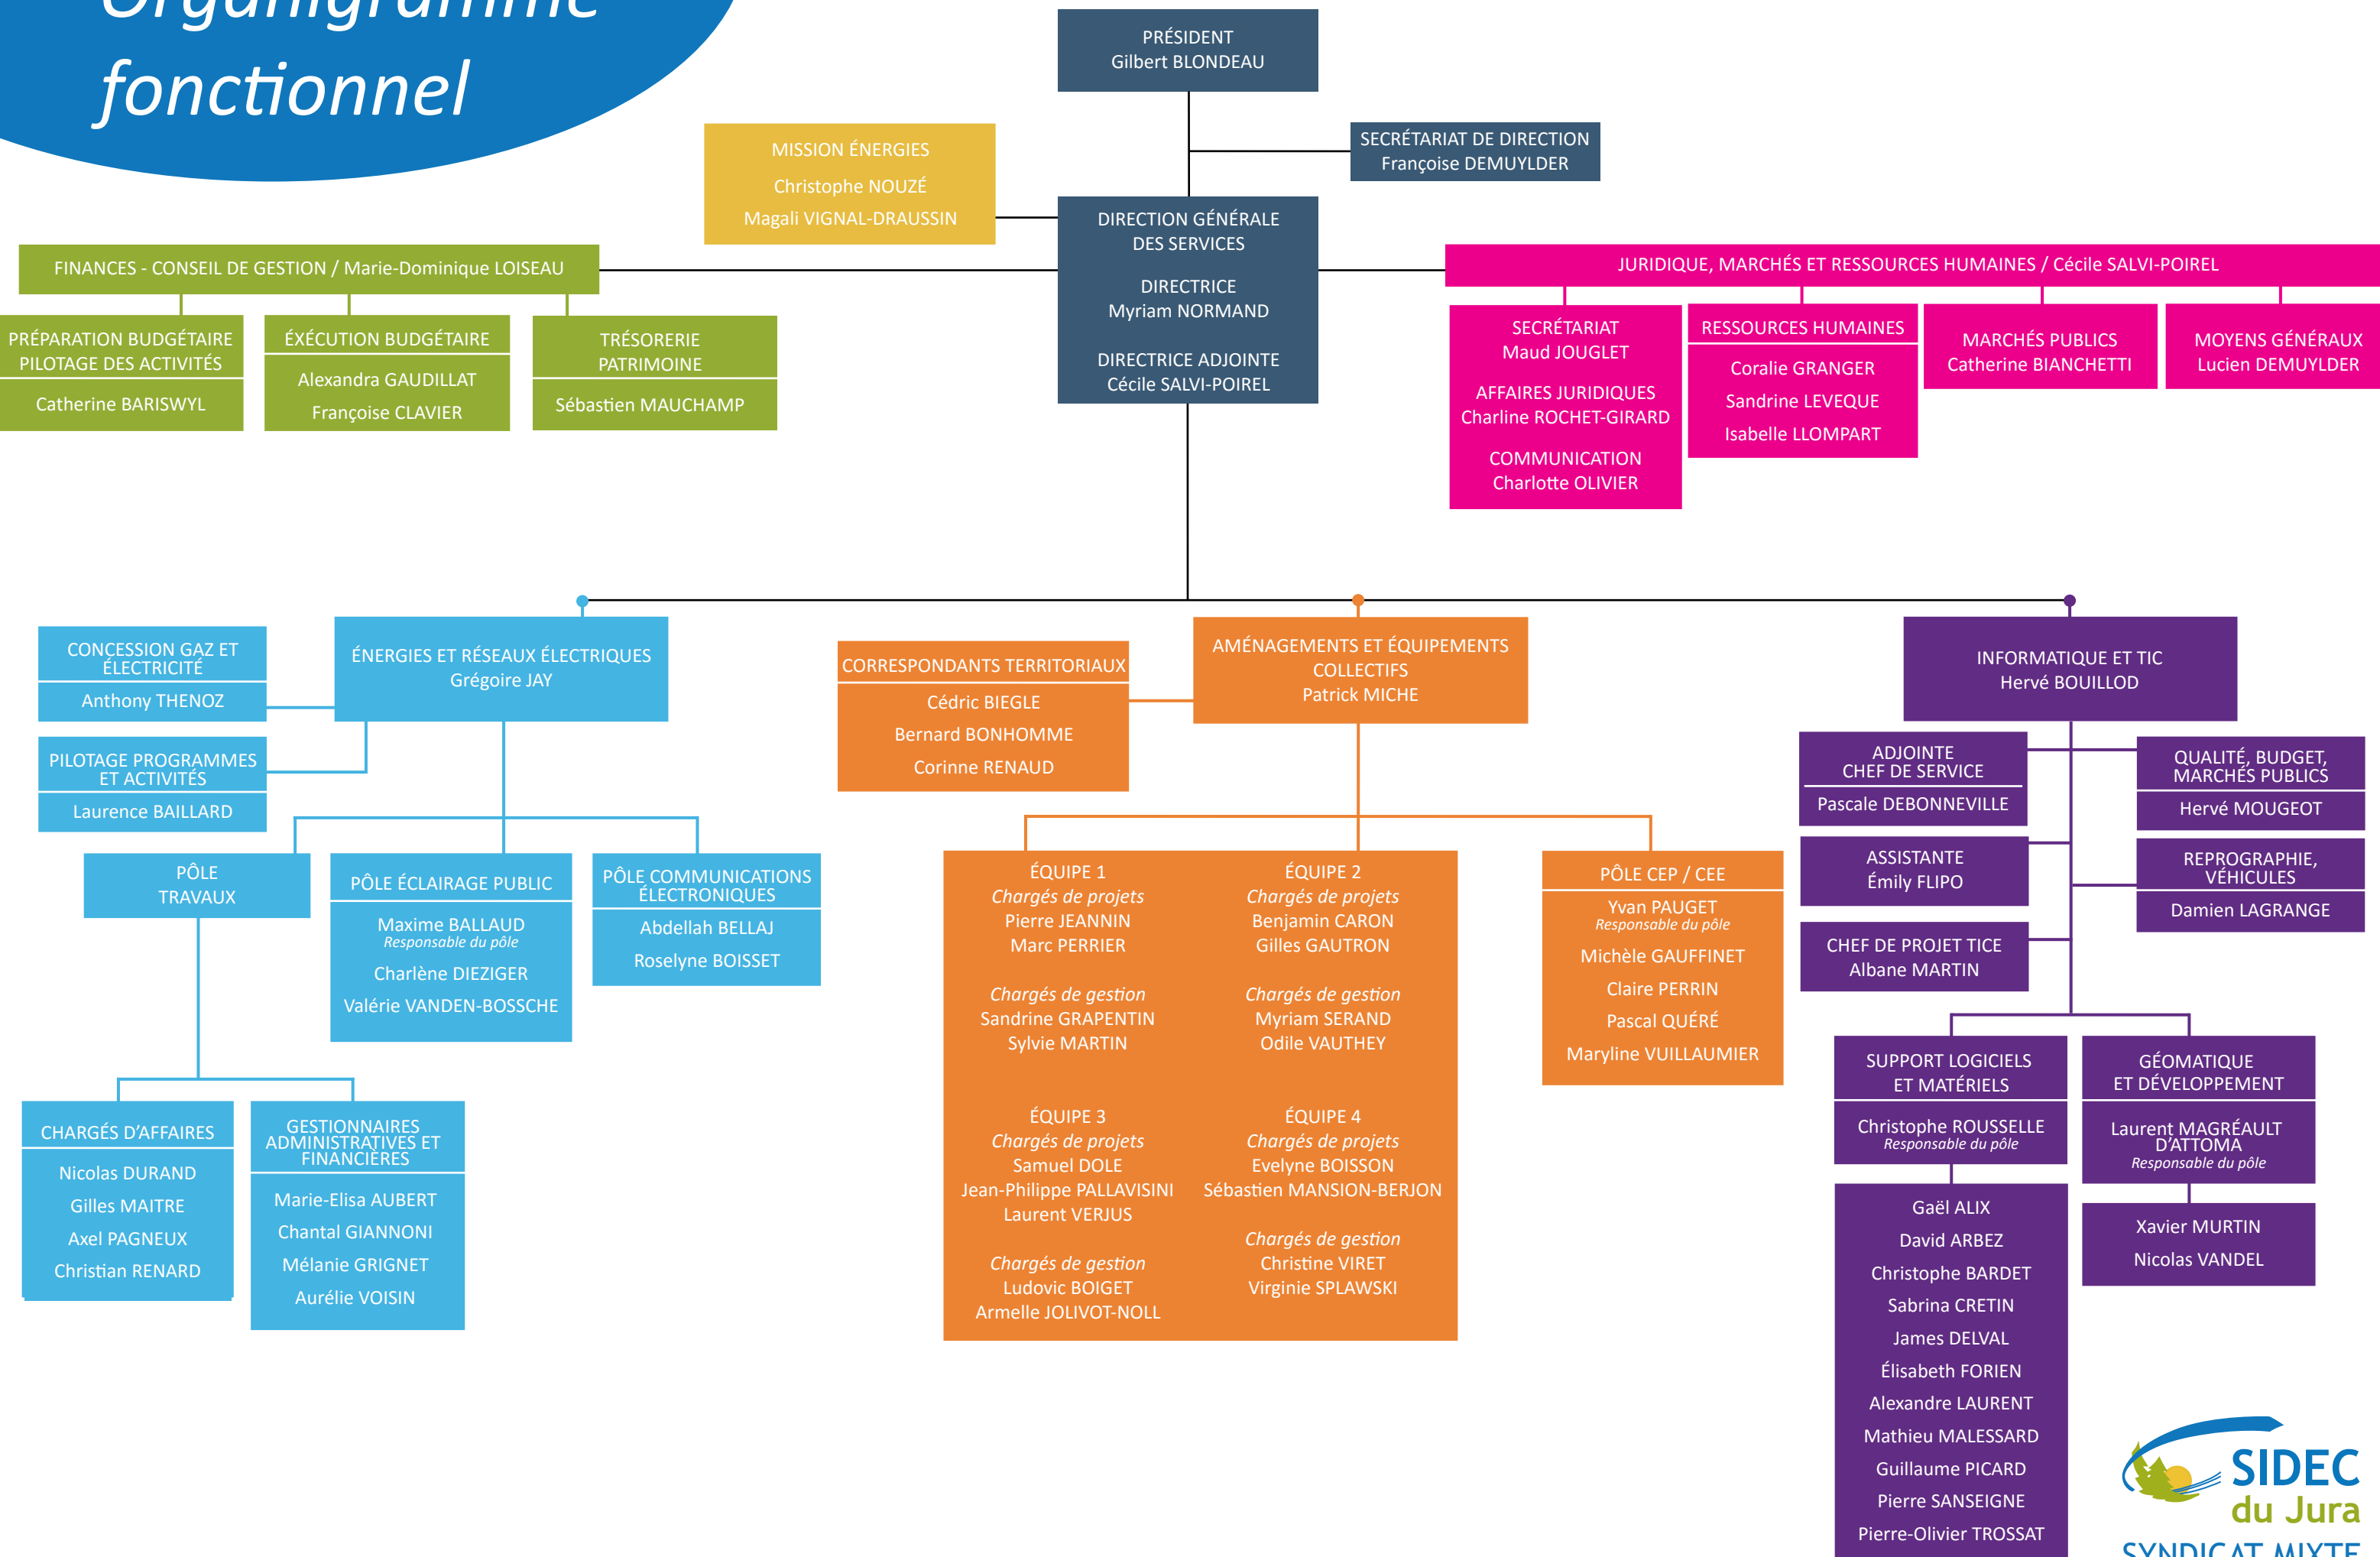 Organigramme
fonctionnel
PRÉSIDENT
Gilbert BLONDEAU
SECRÉTARIAT DE DIRECTION
Françoise DEMUYLDER
MISSION ÉNERGIES
Christophe NOUZÉ
Magali VIGNAL-DRAUSSIN
DIRECTION GÉNÉRALE
DES SERVICES
DIRECTRICE
Myriam NORMAND
DIRECTRICE ADJOINTE
Cécile SALVI-POIREL
FINANCES - CONSEIL DE GESTION / Marie-Dominique LOISEAU
PRÉPARATION BUDGÉTAIRE
PILOTAGE DES ACTIVITÉS
Catherine BARISWYL
ÉXÉCUTION BUDGÉTAIRE
Alexandra GAUDILLAT
Françoise CLAVIER
TRÉSORERIE
PATRIMOINE
Sébastien MAUCHAMP
JURIDIQUE, MARCHÉS ET RESSOURCES HUMAINES / Cécile SALVI-POIREL
SECRÉTARIAT
Maud JOUGLET
AFFAIRES JURIDIQUES
Charline ROCHET-GIRARD
COMMUNICATION
Charlotte OLIVIER
RESSOURCES HUMAINES
Coralie GRANGER
Sandrine LEVEQUE
Isabelle LLOMPART
MARCHÉS PUBLICS
Catherine BIANCHETTI
MOYENS GÉNÉRAUX
Lucien DEMUYLDER
CONCESSION GAZ ET
ÉLECTRICITÉ
Anthony THENOZ
ÉNERGIES ET RÉSEAUX ÉLECTRIQUES
Grégoire JAY
PILOTAGE PROGRAMMES
ET ACTIVITÉS
Laurence BAILLARD
PÔLE
TRAVAUX
PÔLE ÉCLAIRAGE PUBLIC
Maxime BALLAUD
Responsable du pôle
Charlène DIEZIGER
Valérie VANDEN-BOSSCHE
PÔLE COMMUNICATIONS
ÉLECTRONIQUES
Abdellah BELLAJ
Roselyne BOISSET
CHARGÉS D'AFFAIRES
Nicolas DURAND
Gilles MAITRE
Axel PAGNEUX
Christian RENARD
GESTIONNAIRES
ADMINISTRATIVES ET
FINANCIÈRES
Marie-Elisa AUBERT
Chantal GIANNONI
Mélanie GRIGNET
Aurélie VOISIN
CORRESPONDANTS TERRITORIAUX
Cédric BIEGLE
Bernard BONHOMME
Corinne RENAUD
AMÉNAGEMENTS ET ÉQUIPEMENTS
COLLECTIFS
Patrick MICHE
ÉQUIPE 1
Chargés de projets
Pierre JEANNIN
Marc PERRIER
Chargés de gestion
Sandrine GRAPENTIN
Sylvie MARTIN
ÉQUIPE 2
Chargés de projets
Benjamin CARON
Gilles GAUTRON
Chargés de gestion
Myriam SERAND
Odile VAUTHEY
ÉQUIPE 3
Chargés de projets
Samuel DOLE
Jean-Philippe PALLAVISINI
Laurent VERJUS
Chargés de gestion
Ludovic BOIGET
Armelle JOLIVOT-NOLL
ÉQUIPE 4
Chargés de projets
Evelyne BOISSON
Sébastien MANSION-BERJON
Chargés de gestion
Christine VIRET
Virginie SPLAWSKI
PÔLE CEP / CEE
Yvan PAUGET
Responsable du pôle
Michèle GAUFFINET
Claire PERRIN
Pascal QUÉRÉ
Maryline VUILLAUMIER
INFORMATIQUE ET TIC
Hervé BOUILLOD
ADJOINTE
CHEF DE SERVICE
Pascale DEBONNEVILLE
QUALITÉ, BUDGET,
MARCHÉS PUBLICS
Hervé MOUGEOT
ASSISTANTE
Émily FLIPO
REPROGRAPHIE,
VÉHICULES
Damien LAGRANGE
CHEF DE PROJET TICE
Albane MARTIN
SUPPORT LOGICIELS
ET MATÉRIELS
Christophe ROUSSELLE
Responsable du pôle
Gaël ALIX
David ARBEZ
Christophe BARDET
Sabrina CRETIN
James DELVAL
Élisabeth FORIEN
Alexandre LAURENT
Mathieu MALESSARD
Guillaume PICARD
Pierre SANSEIGNE
Pierre-Olivier TROSSAT
GÉOMATIQUE
ET DÉVELOPPEMENT
Laurent MAGRÉAULT
D'ATTOMA
Responsable du pôle
Xavier MURTIN
Nicolas VANDEL
SIDEC
du Jura
SYNDICAT MIXTE